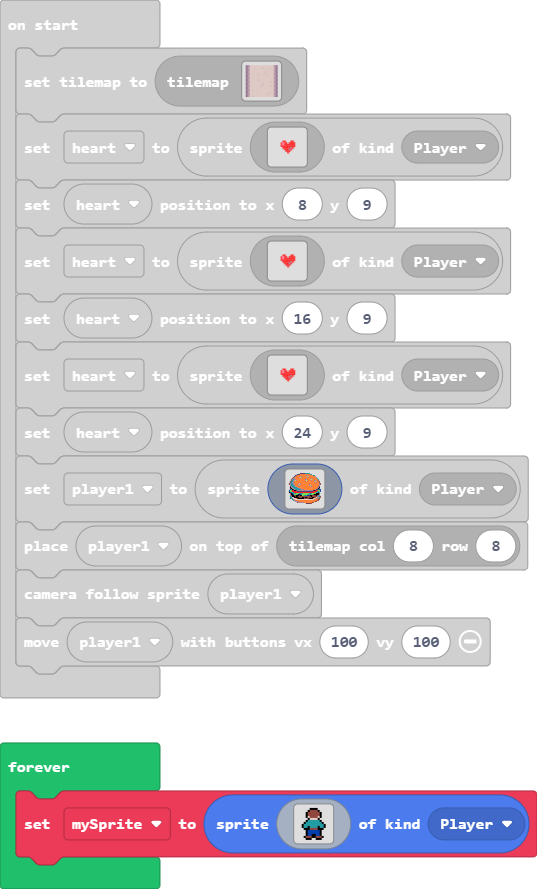 on start
set tilemap to tilemap
set heart to sprite of kind Player
set heart position to x 8 y 9
set heart to sprite of kind Player
set heart position to x 16 y 9
set heart to sprite of kind Player
set heart position to x 24 y 9
set player1 to sprite of kind Player
place player1 on top of tilemap col 8 row 8
camera follow sprite player1
move player1 with buttons vx 100 vy 100
forever
set mySprite to sprite of kind Player